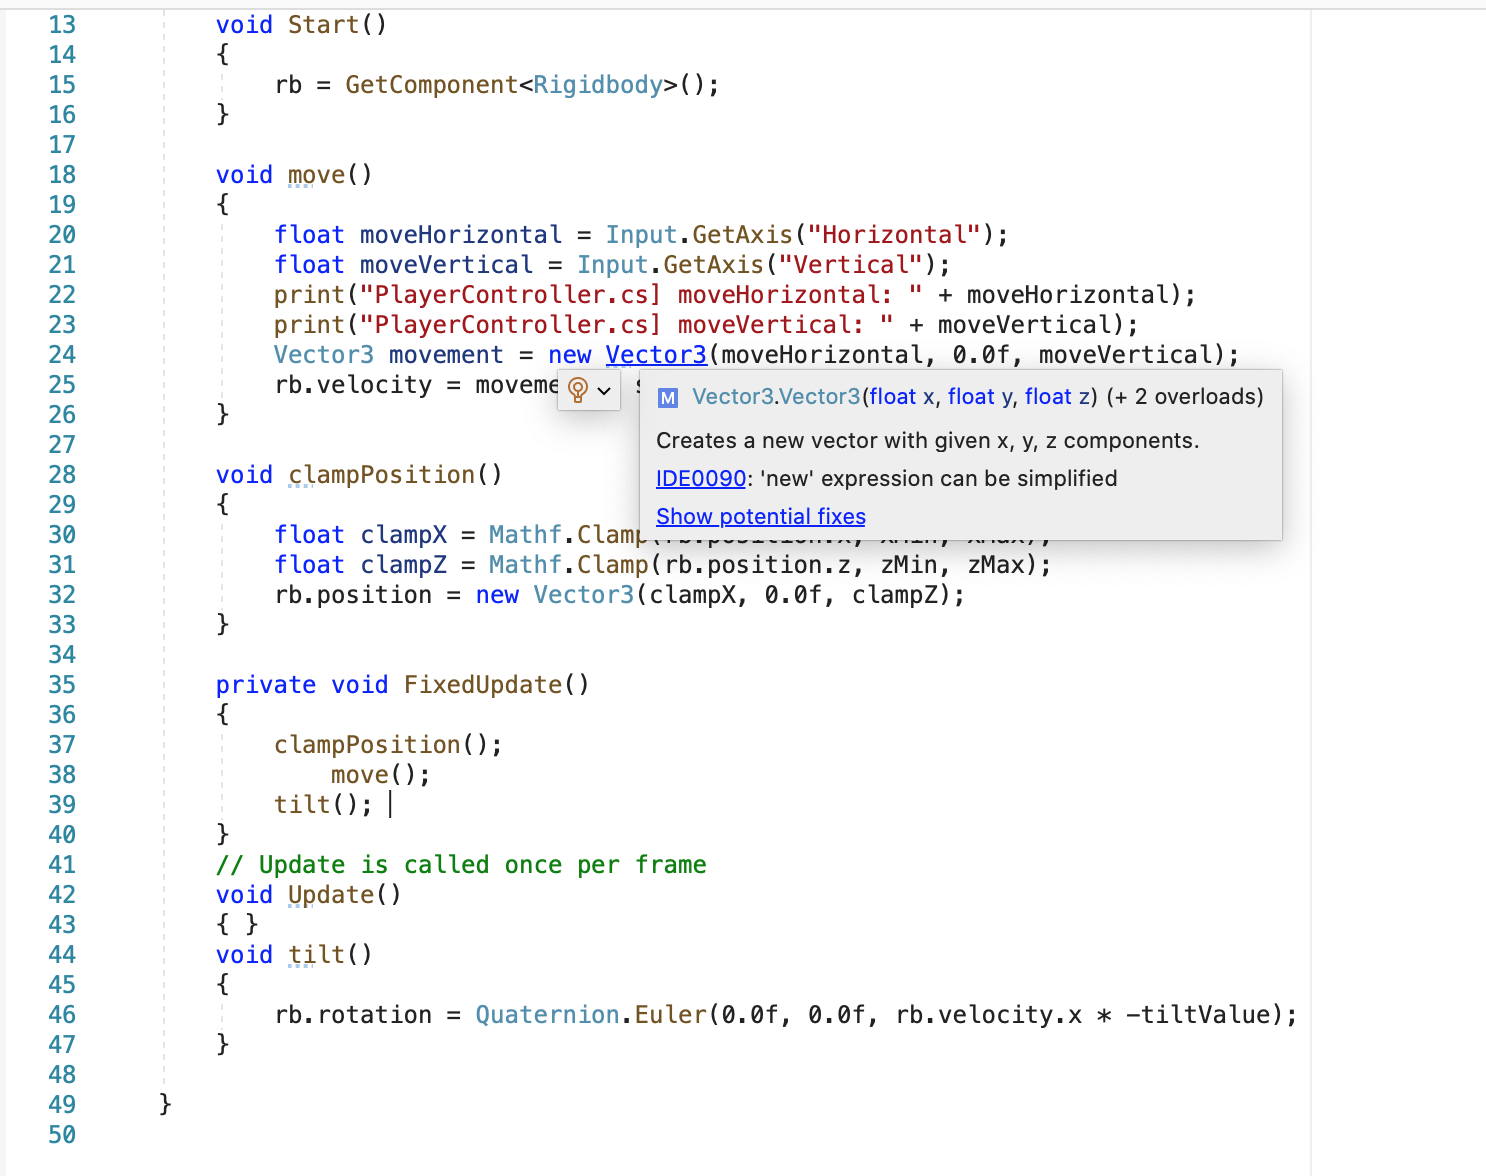 13 void Start()
14 {
15 rb = GetComponent<Rigidbody>();
16 }
17
18 void move()
19 {
20 float moveHorizontal = Input.GetAxis("Horizontal");
21 float moveVertical = Input.GetAxis("Vertical");
22 print("PlayerController.cs] moveHorizontal: " + moveHorizontal);
23 print("PlayerController.cs] moveVertical: " + moveVertical);
24 Vector3 movement = new Vector3(moveHorizontal, 0.0f, moveVertical);
25 rb.velocity = moveme
M Vector3.Vector3(float x, float y, float z) (+ 2 overloads)
26 }
Creates a new vector with given x, y, z components.
27
28 void clampPosition()
IDE0090: 'new' expression can be simplified
29 {
Show potential fixes
30 float clampX = Mathf.Clamp(rb.position.x, xMin, xMax);
31 float clampZ = Mathf.Clamp(rb.position.z, zMin, zMax);
32 rb.position = new Vector3(clampX, 0.0f, clampZ);
33 }
34
35 private void FixedUpdate()
36 {
37 clampPosition();
38 move();
39 tilt();
40 }
41 // Update is called once per frame
42 void Update()
43 { }
44 void tilt()
45 {
46 rb.rotation = Quaternion.Euler(0.0f, 0.0f, rb.velocity.x * -tiltValue);
47 }
48
49 }
50